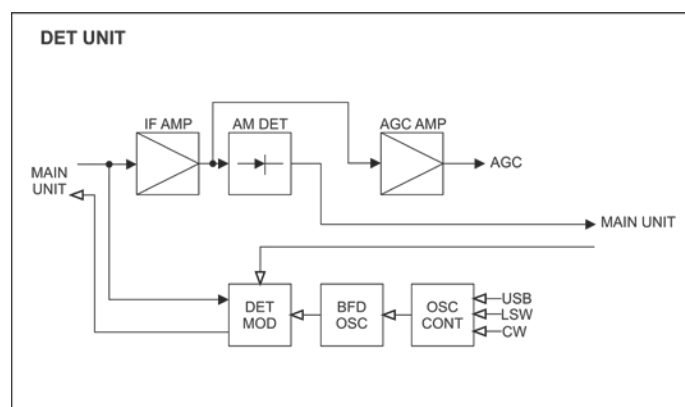 DET UNIT
IF AMP
AM DET
AGC AMP
MAIN
UNIT
AGC
MAIN UNIT
DET
MOD
BFD
OSC
OSC
CONT
USB
LSW
CW